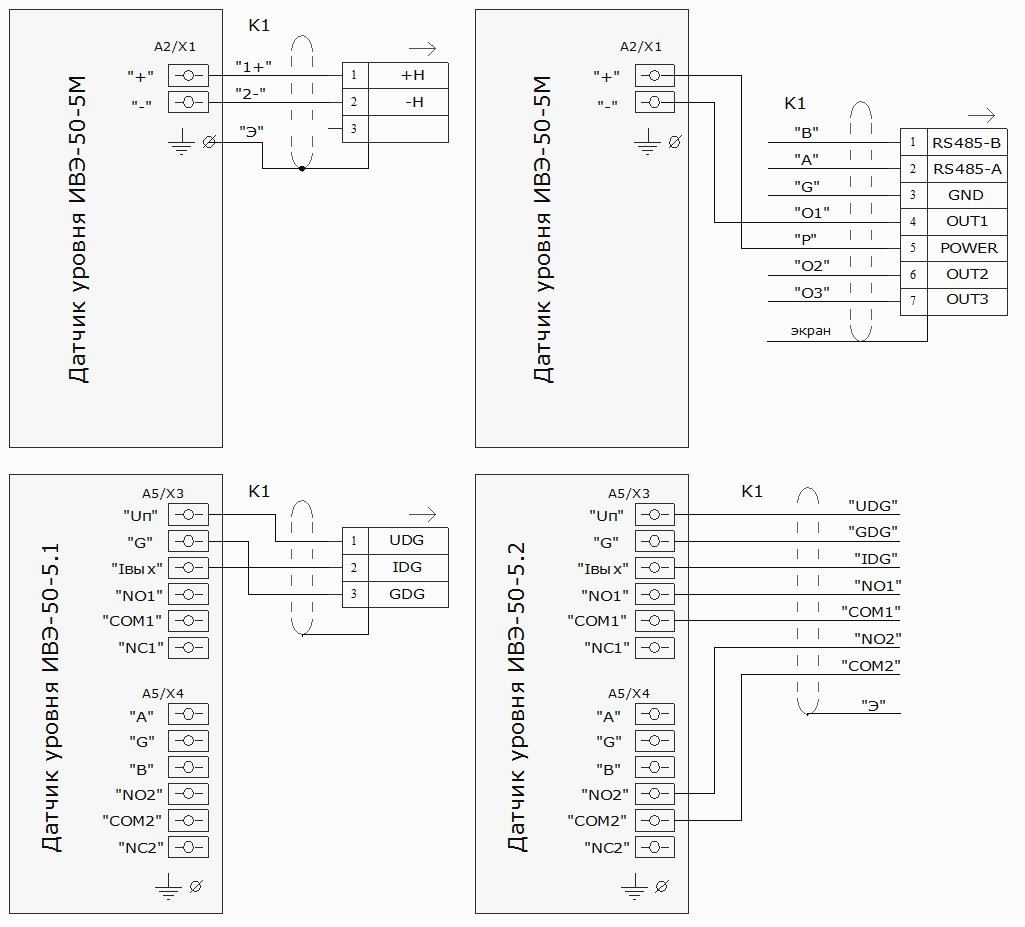 Датчик уровня ИВЭ-50-5М
A2/X1
K1
"+"
"1+"
1
+H
"-"
"2-"
2
-H
"Э"
3
Датчик уровня ИВЭ-50-5М
A2/X1
"+"
"-"
K1
"B"
1
RS485-B
"A"
2
RS485-A
"G"
3
GND
"O1"
4
OUT1
"P"
5
POWER
"O2"
6
OUT2
"O3"
7
OUT3
экран
Датчик уровня ИВЭ-50-5.1
A5/X3
K1
"Uп"
"G"
1
UDG
"Iвых"
2
IDG
"NO1"
3
GDG
"COM1"
"NC1"
A5/X4
"A"
"G"
"B"
"NO2"
"COM2"
"NC2"
Датчик уровня ИВЭ-50-5.2
A5/X3
K1
"Uп"
"UDG"
"G"
"GDG"
"Iвых"
"IDG"
"NO1"
"NO1"
"COM1"
"COM1"
"NC1"
"NO2"
"COM2"
A5/X4
"Э"
"A"
"G"
"B"
"NO2"
"COM2"
"NC2"